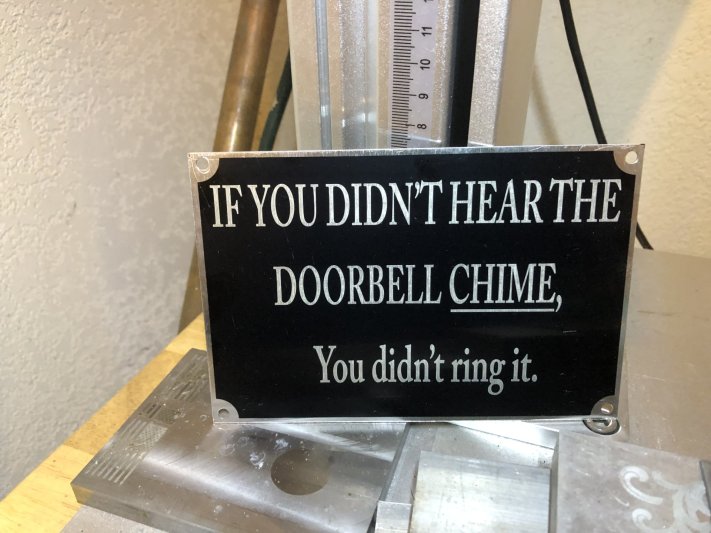 11
10
9
8
IF YOU DIDN'T HEAR THE
DOORBELL CHIME,
You didn't ring it.